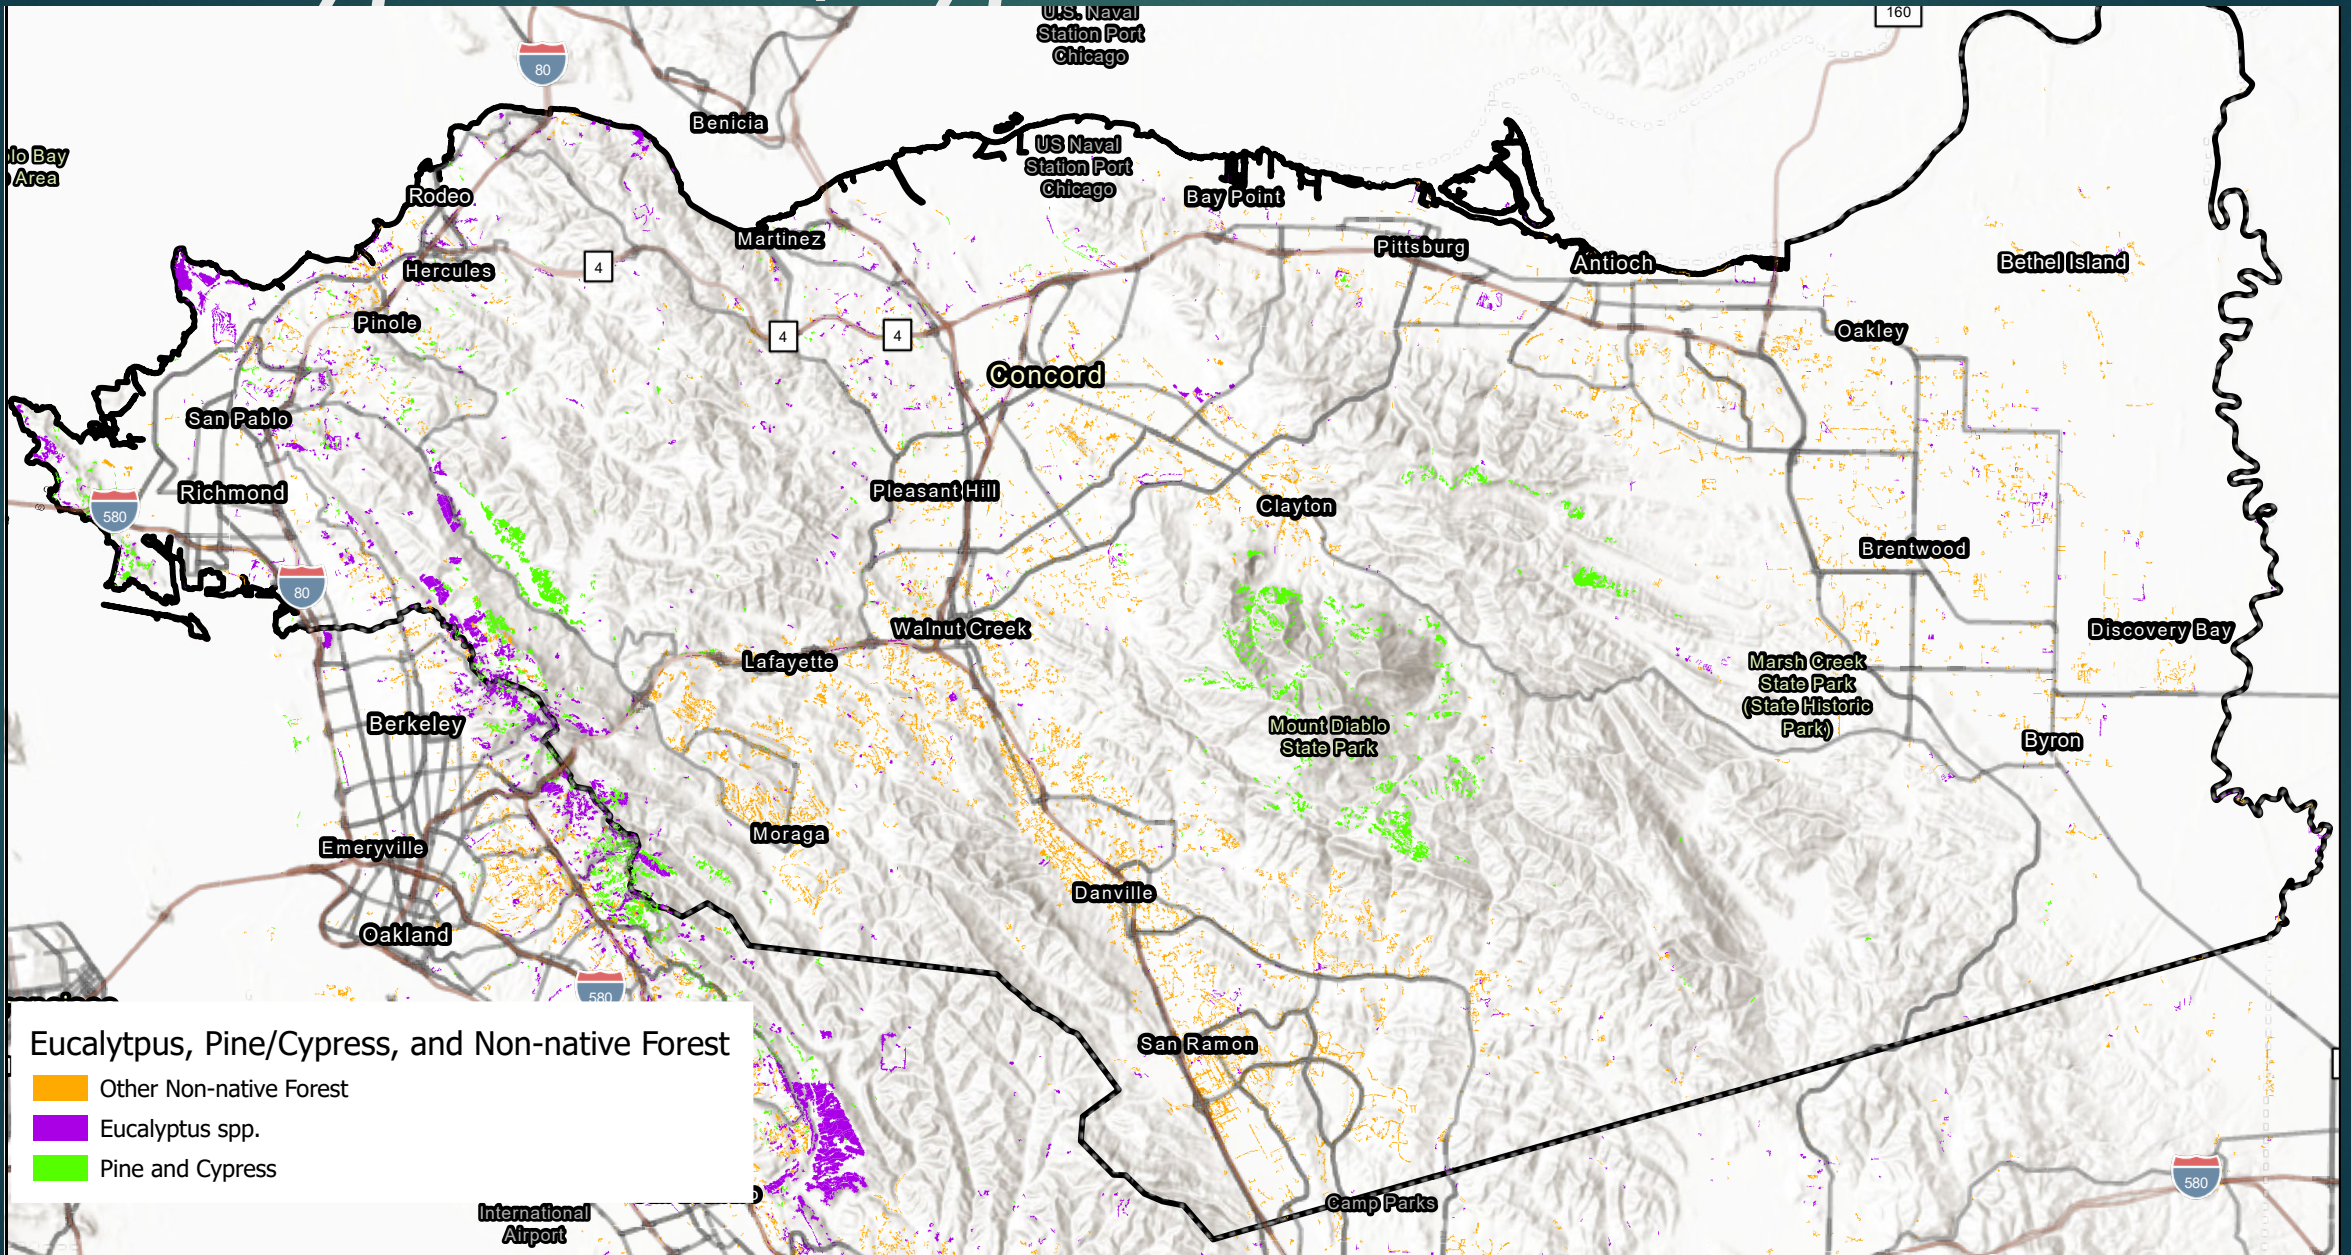 U.S. Naval
Station Port
Chicago
160
80
Benicia
US Naval
Station Port
Chicago
Bay
Area
Rodeo
Bay Point
Martinez
Pittsburg
Antioch
Bethel Island
Hercules
4
Pinole
4
4
Oakley
Concord
San Pablo
Richmond
Pleasant Hill
Clayton
580
Brentwood
80
Walnut Creek
Discovery Bay
Lafayette
Marsh Creek
State Park
(State Historic
Park)
Berkeley
Mount Diablo
State Park
Byron
Moraga
Emeryville
Danville
Oakland
580
San Ramon
Eucalytpus, Pine/Cypress, and Non-native Forest
Other Non-native Forest
Eucalyptus spp.
Pine and Cypress
580
Camp Parks
International
Airport